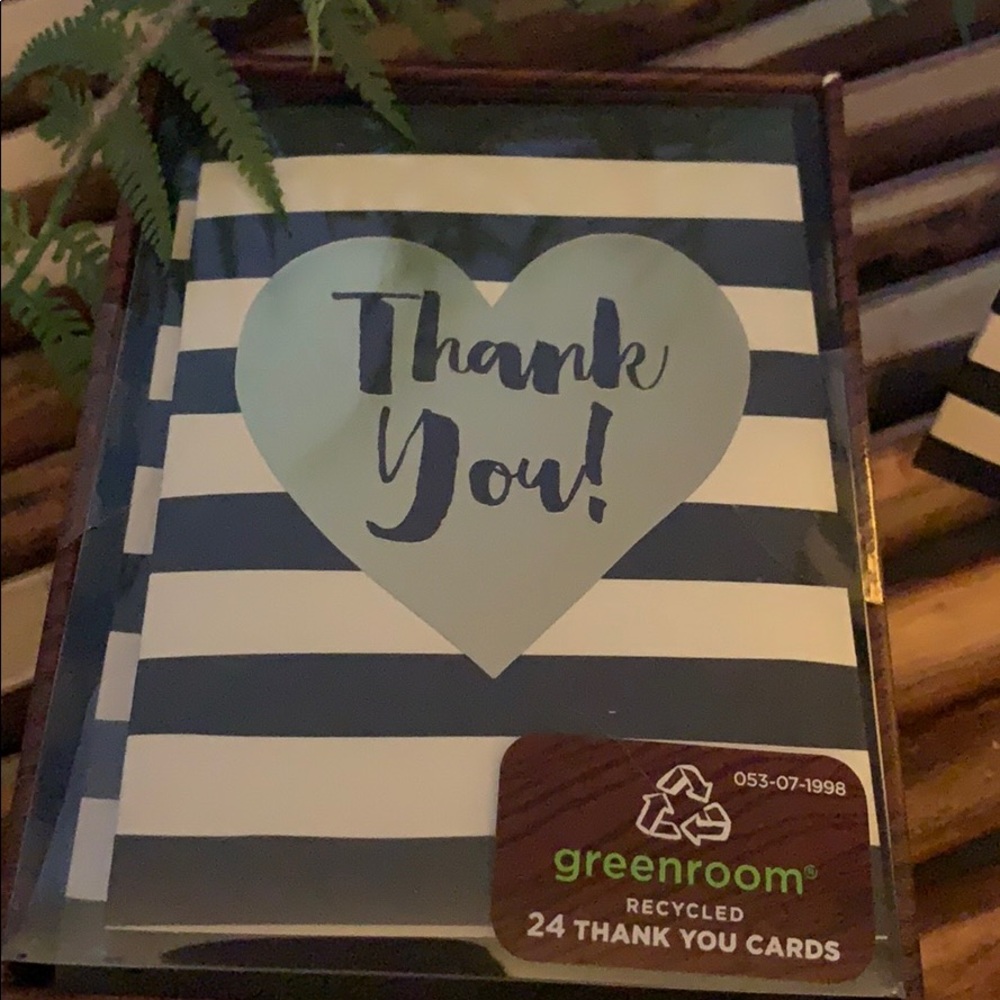 Thank
You!
053-07-1998
greenroom®
RECYCLED
24 THANK YOU CARDS